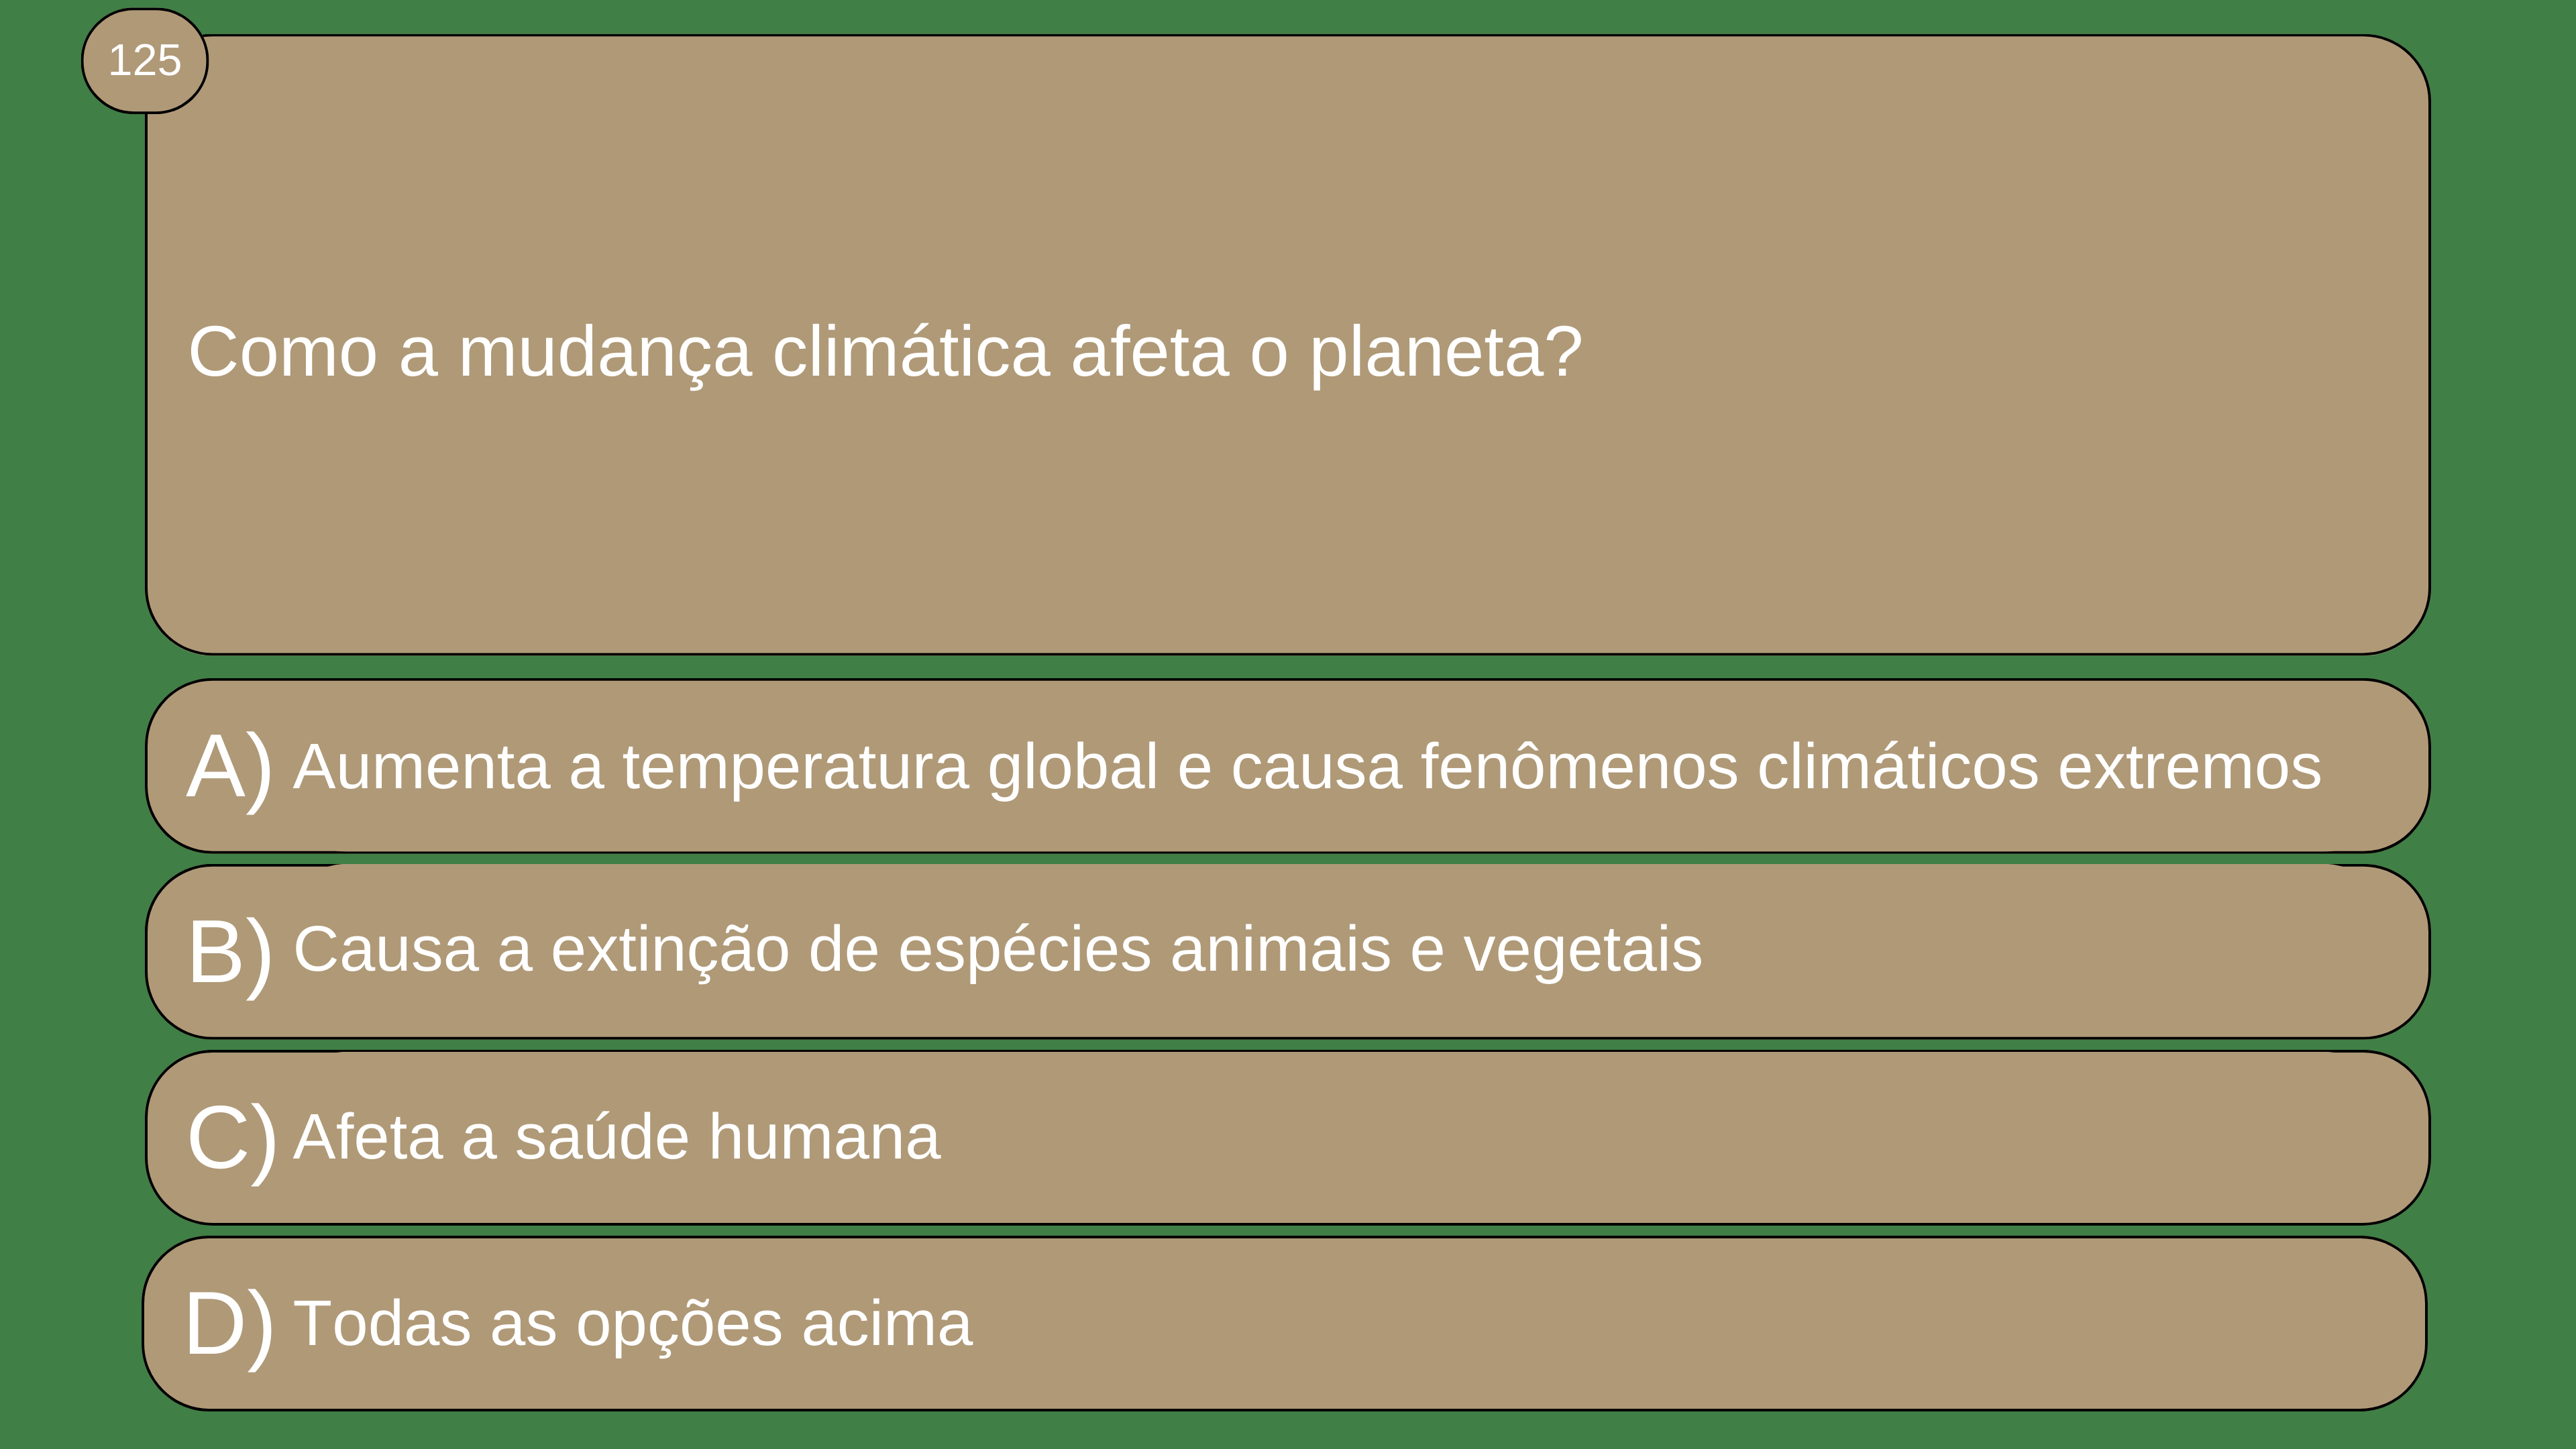 125
Como a mudança climática afeta o planeta?
A) Aumenta a temperatura global e causa fenômenos climáticos extremos
B) Causa a extinção de espécies animais e vegetais
C) Afeta a saúde humana
D) Todas as opções acima